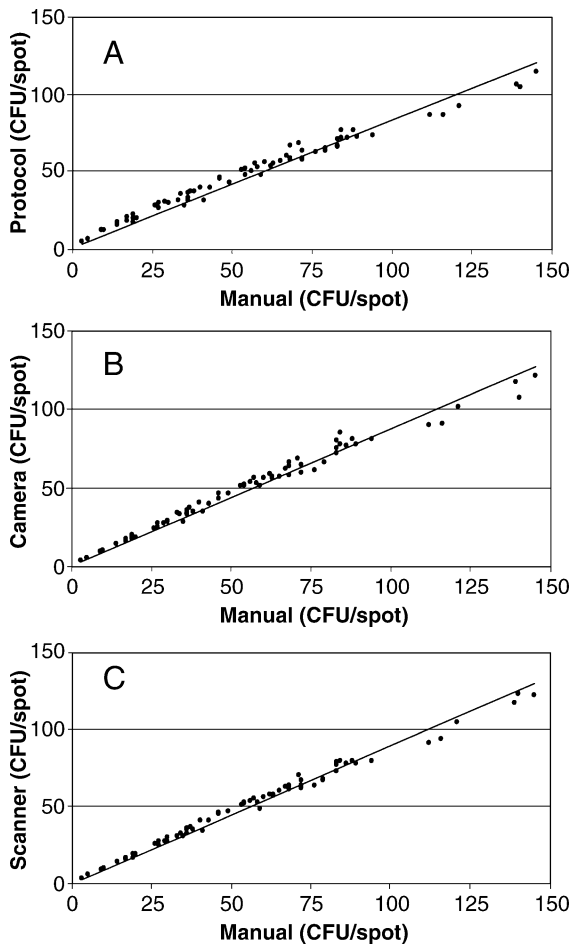 A
Protocol (CFU/spot)
150
100
50
0
0 25 50 75 100 125 150
Manual (CFU/spot)
B
Camera (CFU/spot)
150
100
50
0
0 25 50 75 100 125 150
Manual (CFU/spot)
C
Scanner (CFU/spot)
150
100
50
0
0 25 50 75 100 125 150
Manual (CFU/spot)